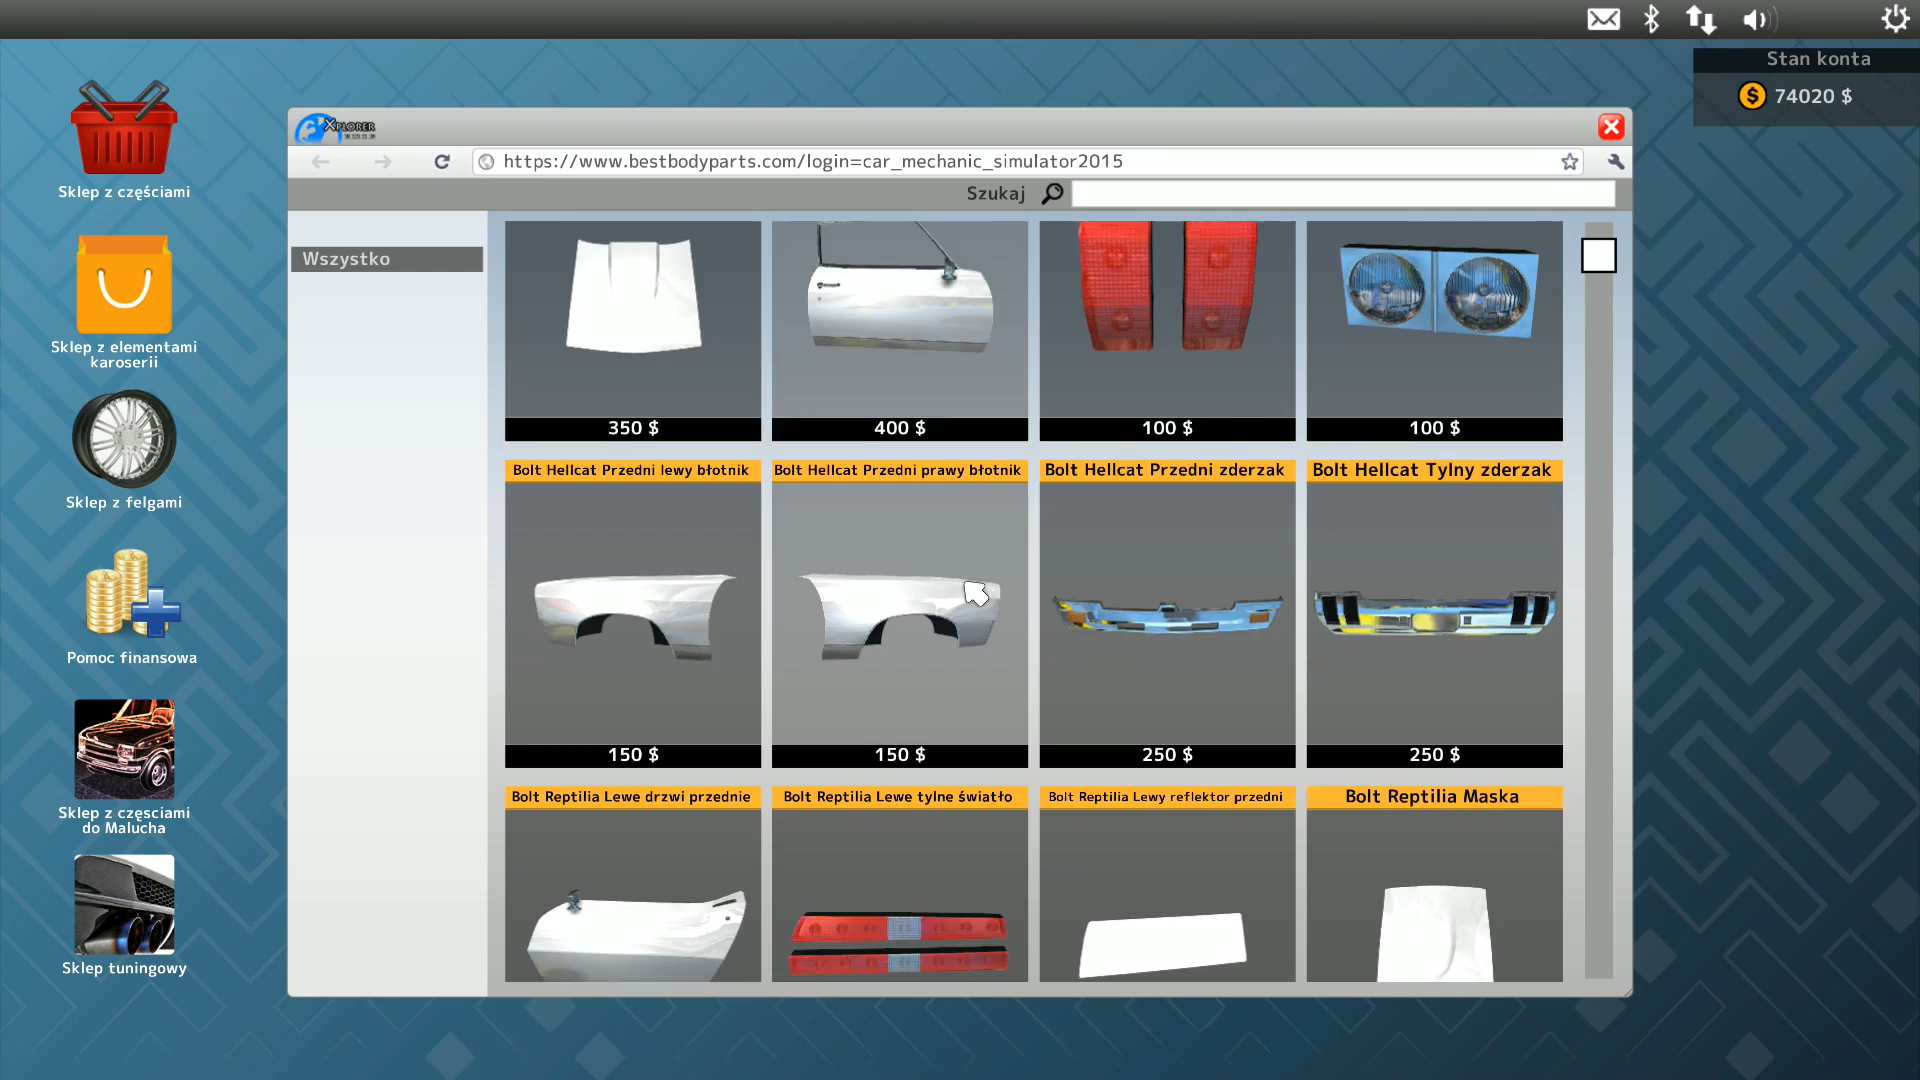 Stan konta
74020 $
XPLORER
https://www.bestbodyparts.com/login=car_mechanic_simulator2015
Szukaj
Wszystko
Sklep z częściami
Sklep z elementami
karoserii
Sklep z felgami
Pomoc finansowa
Sklep z częsciami
do Malucha
Sklep tuningowy
350 $
400 $
100 $
100 $
Bolt Hellcat Przedni lewy błotnik
Bolt Hellcat Przedni prawy błotnik
Bolt Hellcat Przedni zderzak
Bolt Hellcat Tylny zderzak
150 $
150 $
250 $
250 $
Bolt Reptilia Lewe drzwi przednie
Bolt Reptilia Lewe tylne światło
Bolt Reptilia Lewy reflektor przedni
Bolt Reptilia Maska